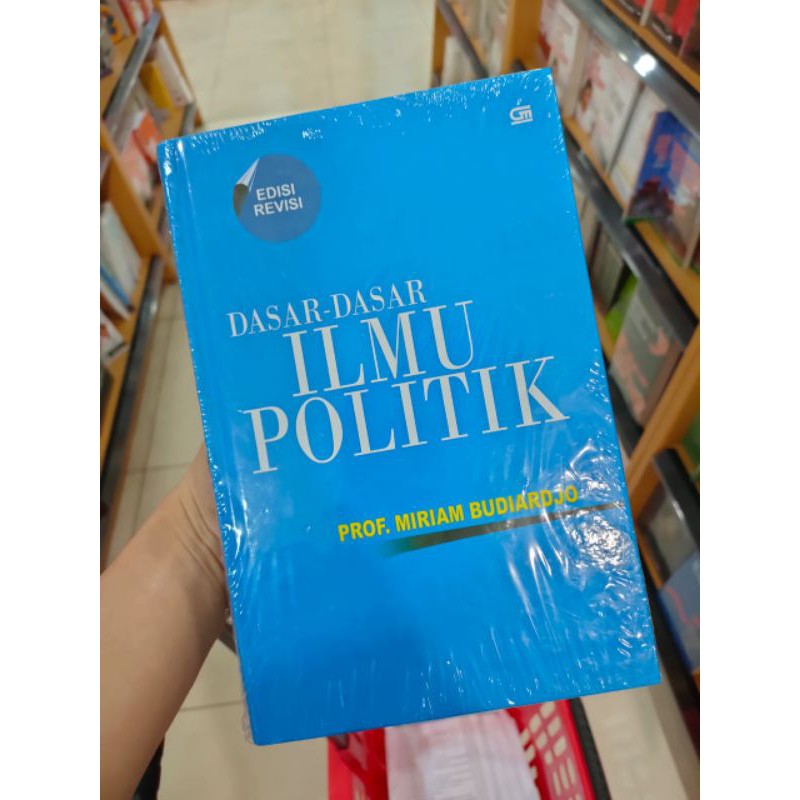 EDISI
REVISI
DASAR-DASAR
ILMU
POLITIK
PROF. MIRIAM BUDIARDJO